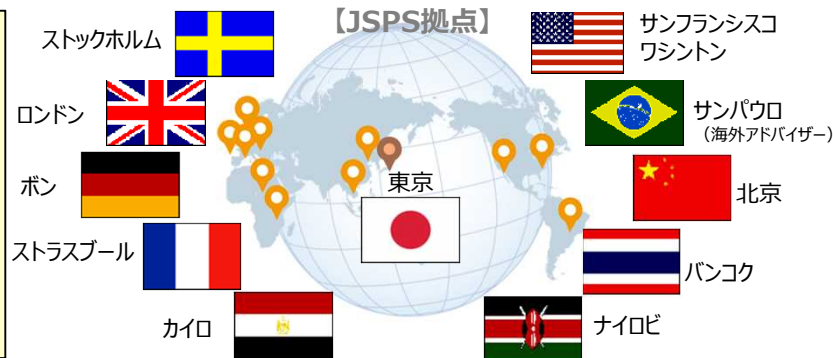 【JSPS拠点】
ストックホルム
サンフランシスコ
ワシントン
ロンドン
サンパウロ
（海外アドバイザー）
ボン
東京
北京
ストラスブール
バンコク
カイロ
ナイロビ